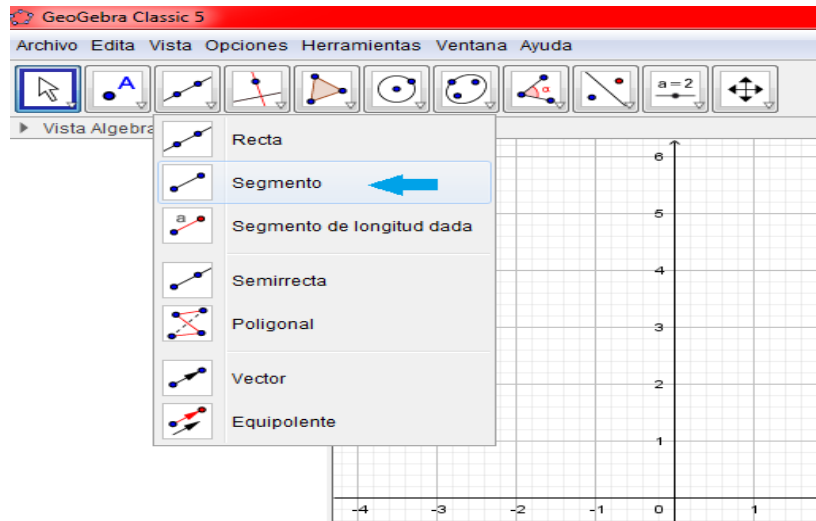 GeoGebra Classic 5
Archivo Edita Vista Opciones Herramientas Ventana Ayuda
A
α
a=2
Vista Algebra
Recta
Segmento
a
Segmento de longitud dada
Semirrecta
Poligonal
Vector
Equipolente
6
5
4
3
2
1
-4 -3 -2 -1 0 1